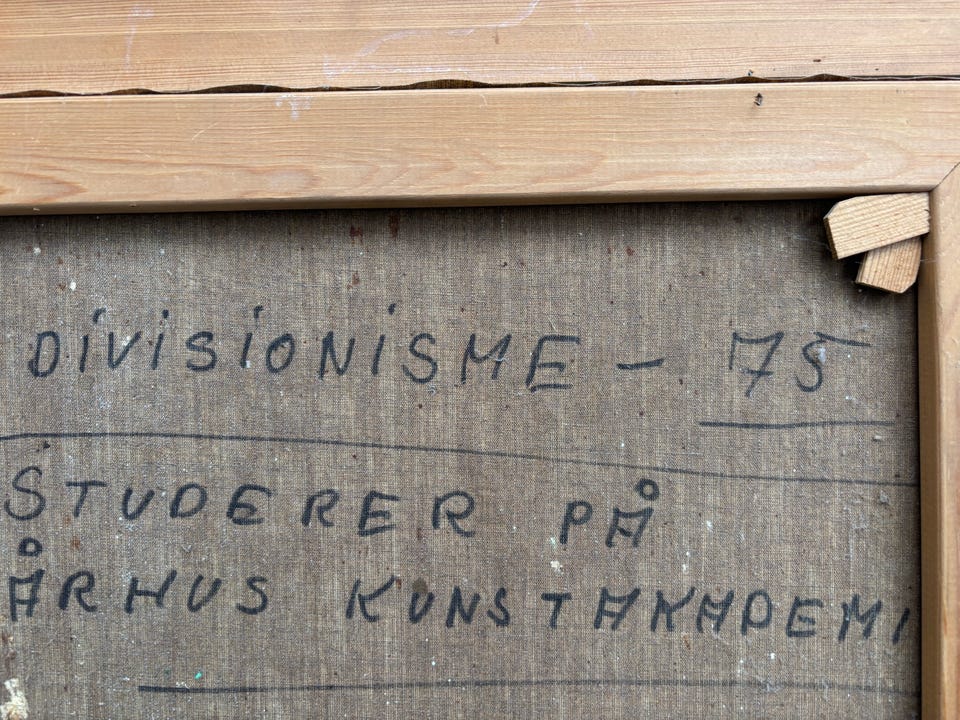 DiViSiONiSME - 75
STUDERER PÅ
ÅRHUS KUNSTAKADEMI